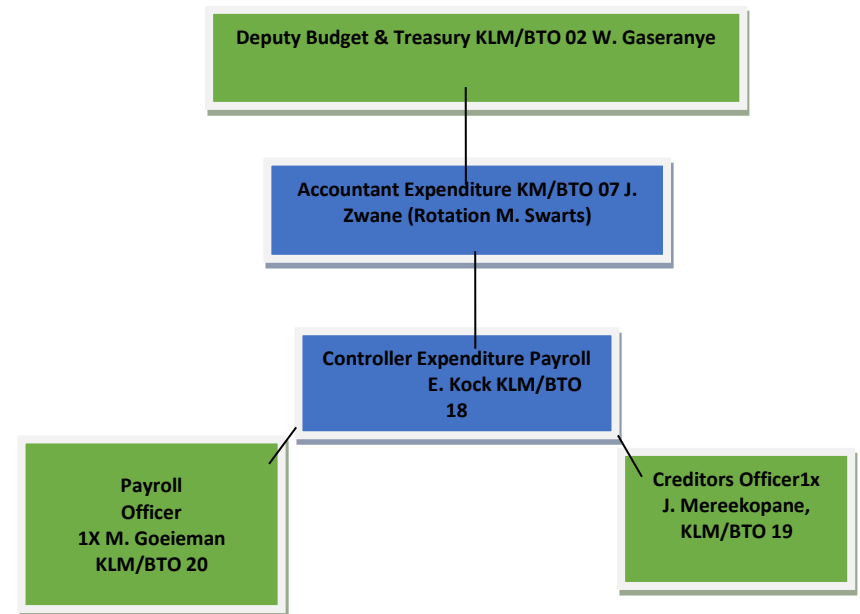 Deputy Budget & Treasury KLM/BTO 02 W. Gaseranye
Accountant Expenditure KM/BTO 07 J.
Zwane (Rotation M. Swarts)
Controller Expenditure Payroll
E. Kock KLM/BTO
18
Payroll
Officer
1X M. Goeieman
KLM/BTO 20
Creditors Officer1x
J. Mereekopane,
KLM/BTO 19